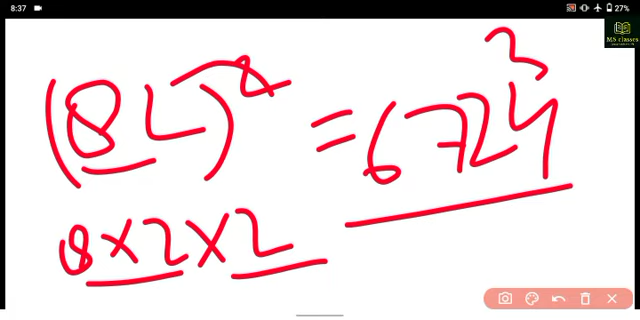 8:37 27%
MS classes
3
(82)² = 6724
8×2×2